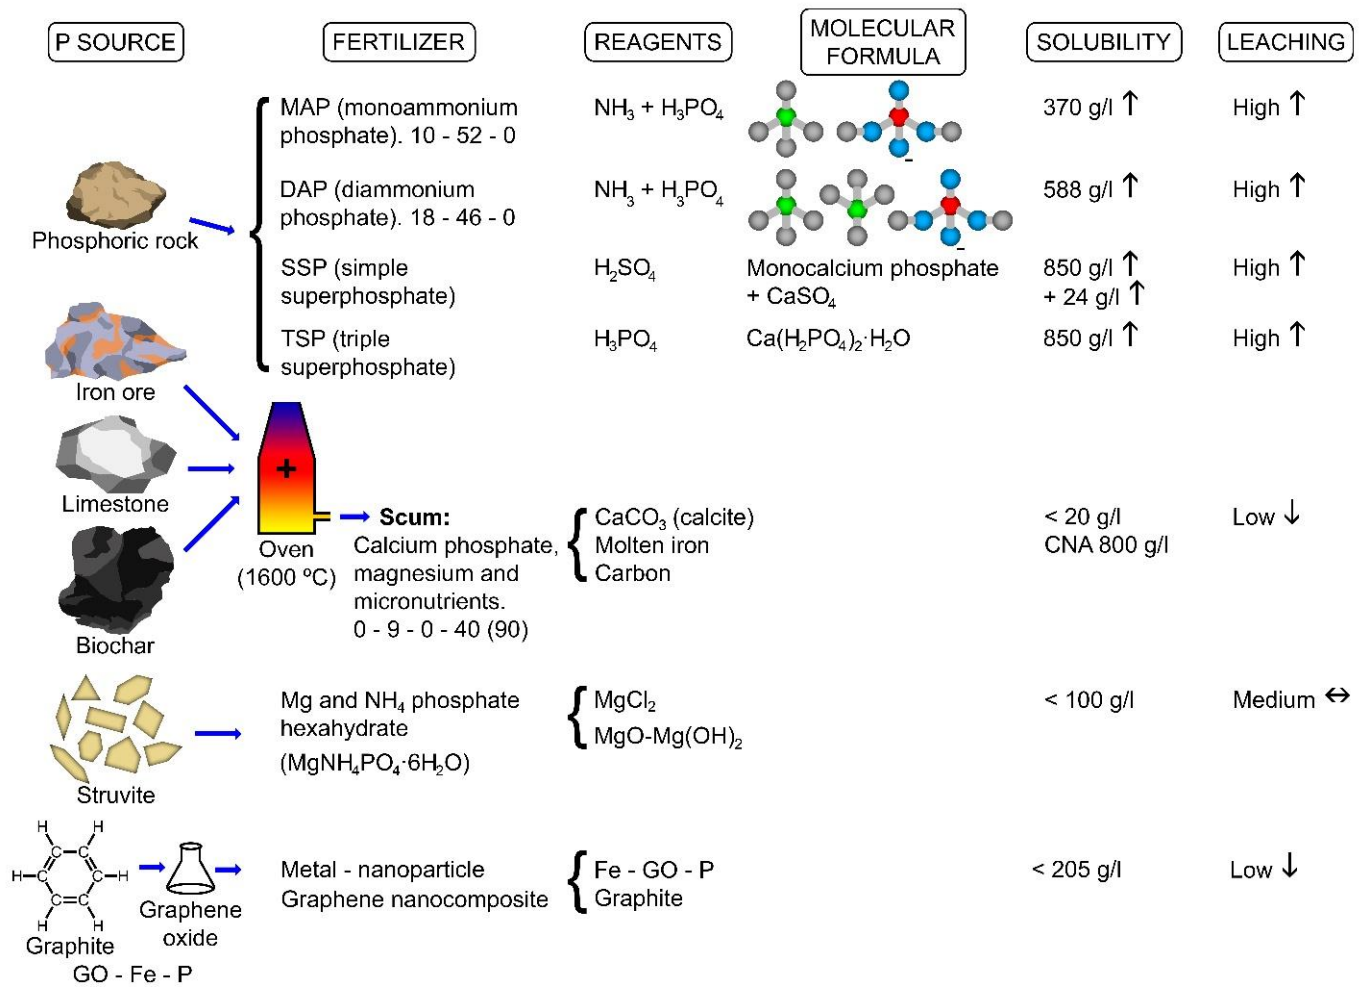 P SOURCE
FERTILIZER
REAGENTS
MOLECULAR
FORMULA
SOLUBILITY
LEACHING
Phosphoric rock
MAP (monoammonium
phosphate). 10 - 52 - 0
NH₃ + H₃PO₄
370 g/l ↑
High ↑
DAP (diammonium
phosphate). 18 - 46 - 0
NH₃ + H₃PO₄
588 g/l ↑
High ↑
SSP (simple
superphosphate)
H₂SO₄
Monocalcium phosphate
+ CaSO₄
850 g/l ↑
+ 24 g/l ↑
High ↑
TSP (triple
superphosphate)
H₃PO₄
Ca(H₂PO₄)₂·H₂O
850 g/l ↑
High ↑
Iron ore
Limestone
Biochar
+
Oven
(1600 ºC)
Scum:
Calcium phosphate,
magnesium and
micronutrients.
0 - 9 - 0 - 40 (90)
CaCO₃ (calcite)
Molten iron
Carbon
< 20 g/l
CNA 800 g/l
Low ↓
Struvite
Mg and NH₄ phosphate
hexahydrate
(MgNH₄PO₄·6H₂O)
MgCl₂
MgO-Mg(OH)₂
< 100 g/l
Medium ↔
H H
C C
H C C H
C C
H H
Graphite
GO - Fe - P
Graphene
oxide
Metal - nanoparticle
Graphene nanocomposite
Fe - GO - P
Graphite
< 205 g/l
Low ↓